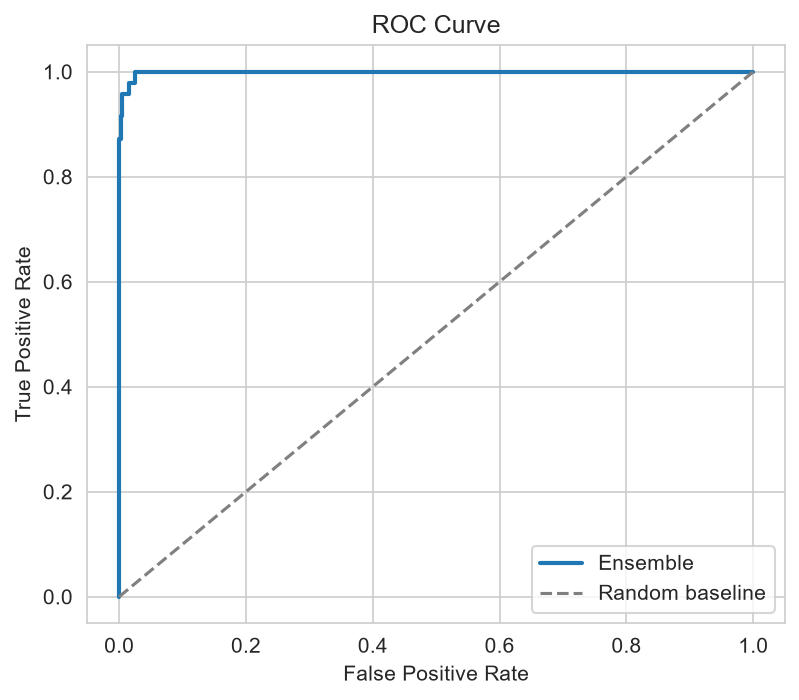 ROC Curve
True Positive Rate
1.0
0.8
0.6
0.4
0.2
0.0
0.0 0.2 0.4 0.6 0.8 1.0
False Positive Rate
Ensemble
Random baseline